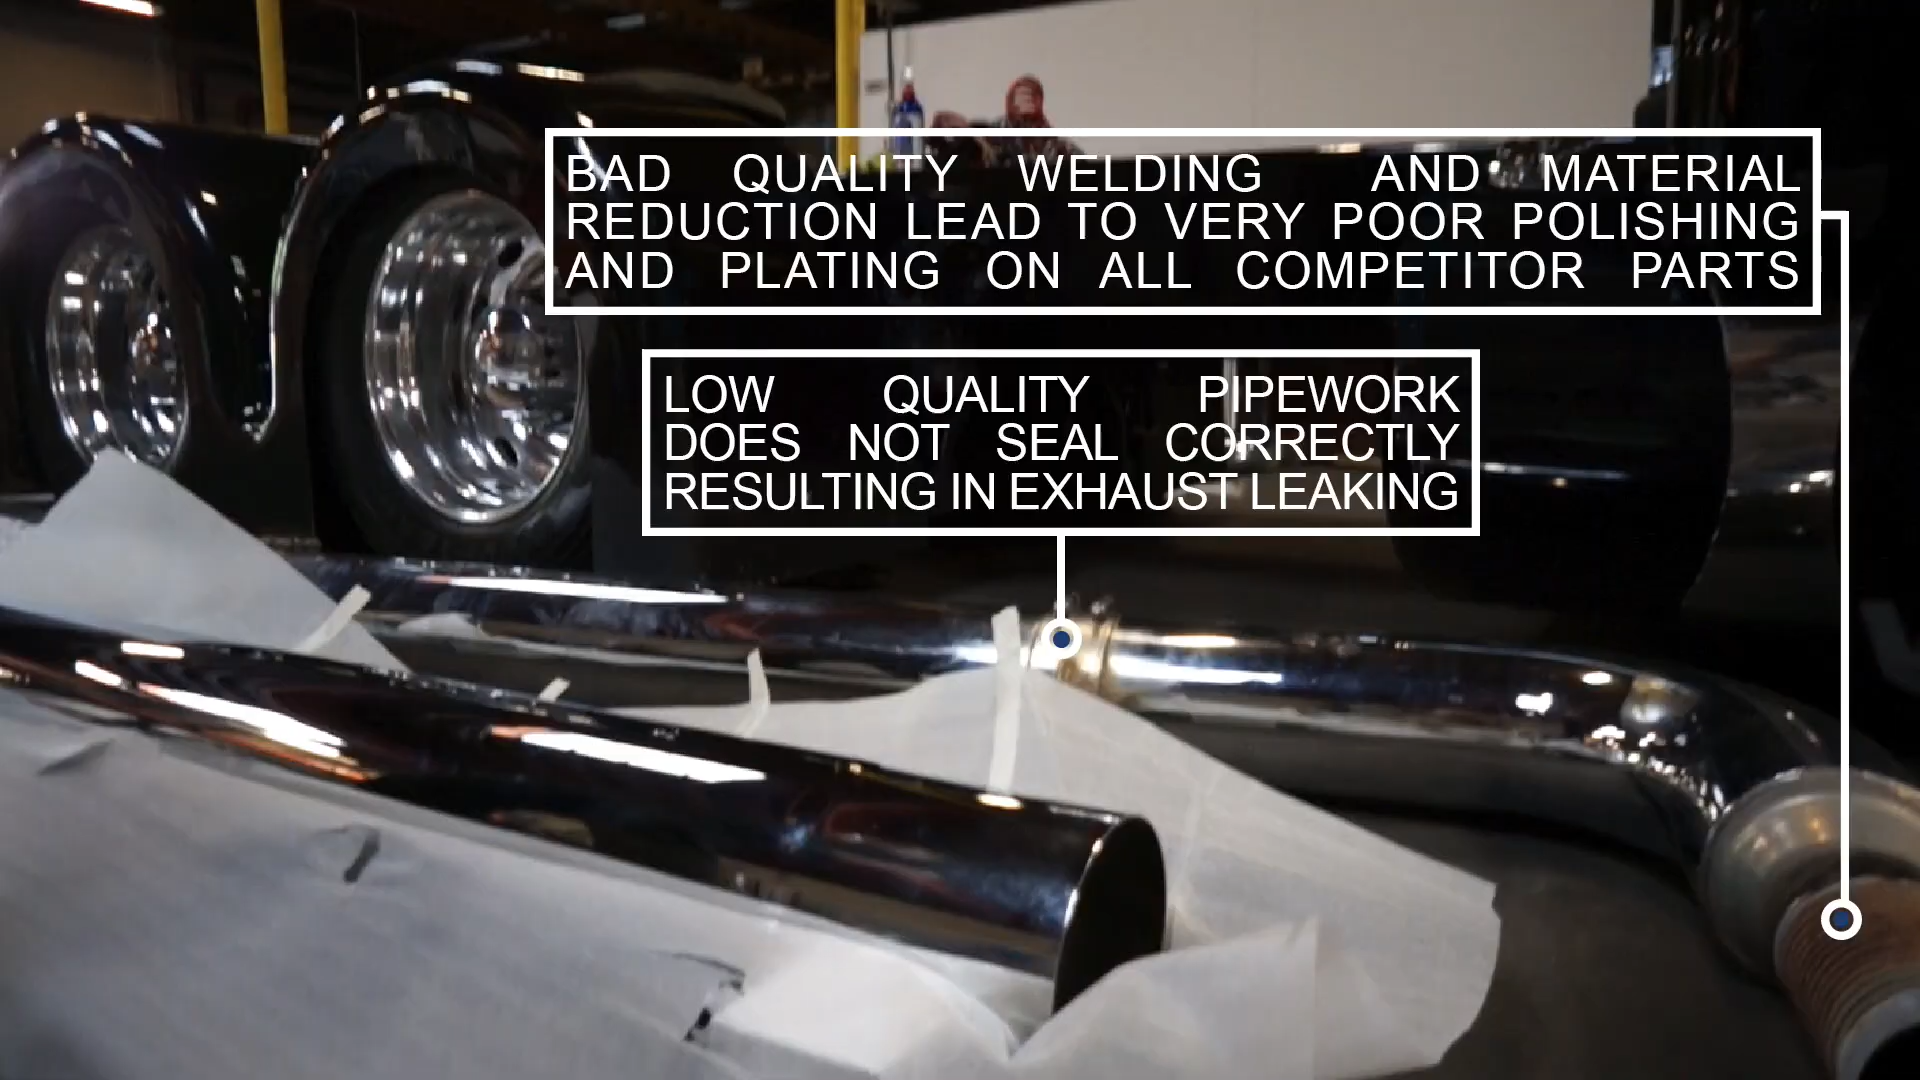 BAD QUALITY WELDING AND MATERIAL
REDUCTION LEAD TO VERY POOR POLISHING
AND PLATING ON ALL COMPETITOR PARTS
LOW QUALITY PIPEWORK
DOES NOT SEAL CORRECTLY
RESULTING IN EXHAUST LEAKING